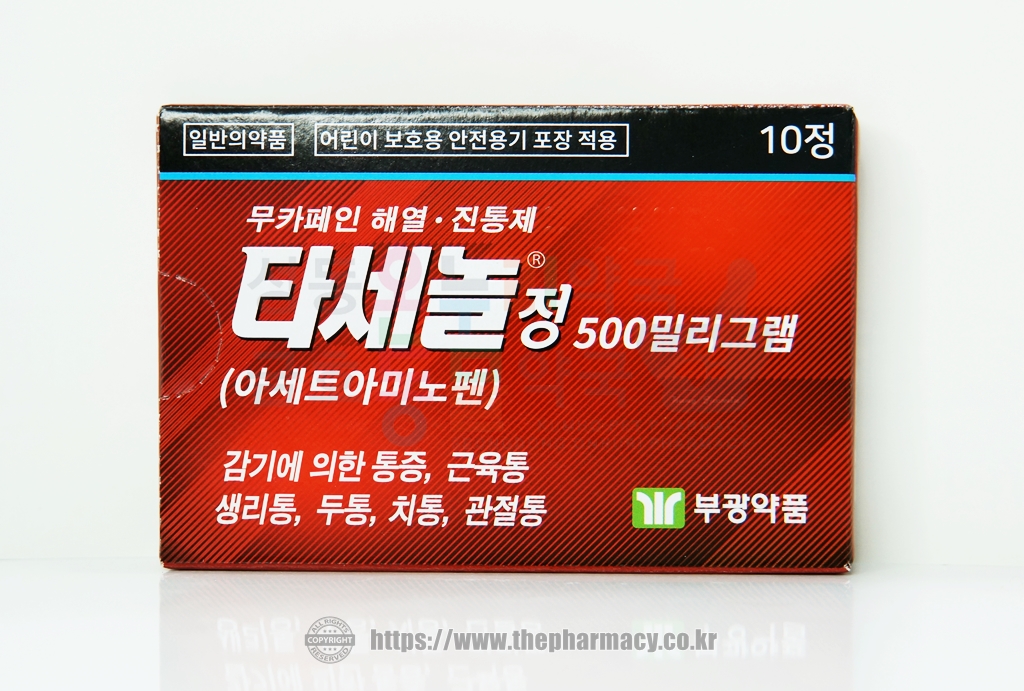 일반의약품 어린이 보호용 안전용기 포장 적용 10정
무카페인 해열·진통제
타세놀®정 500밀리그램
(아세트아미노펜)
감기에 의한 통증, 근육통
생리통, 두통, 치통, 관절통
부광약품
ALL RIGHTS
COPYRIGHT
RESERVED
https://www.thepharmacy.co.kr